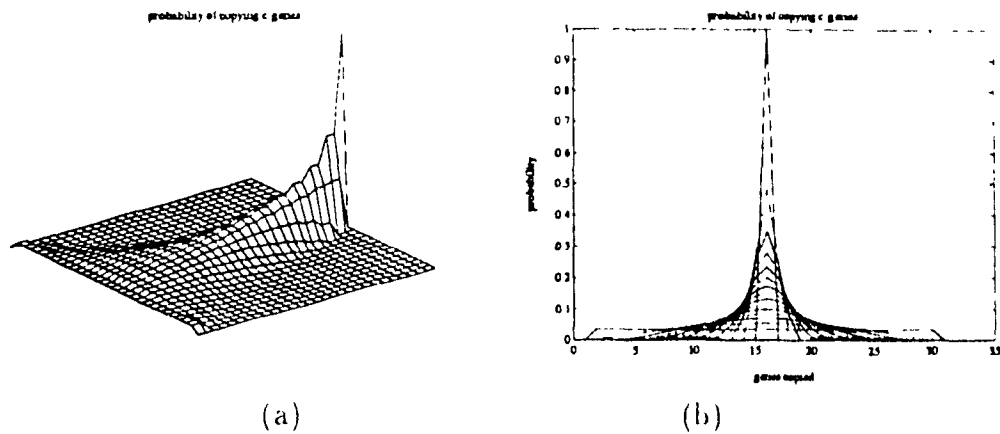 probability of copying c genes
probability of copying c genes
1
0.9
0.8
0.7
0.6
0.5
0.4
0.3
0.2
0.1
0
probability
0 5 10 15 20 25 30 35
genes copied
(a) (b)